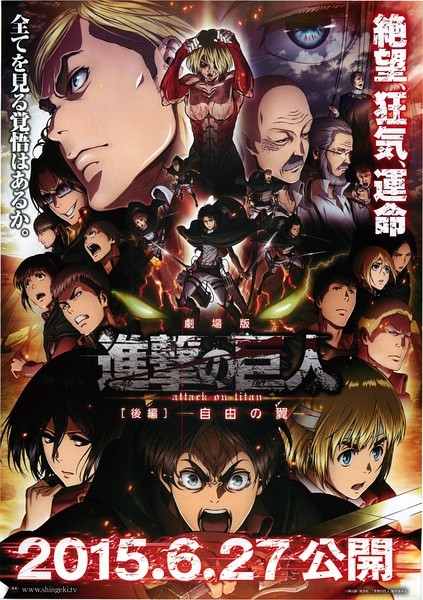 絶望、狂気、運命
全てを見る覚悟はあるか。
劇場版
進撃の巨人
attack on titan
[後編]―自由の翼―
2015.6.27公開
www.shingeki.tv